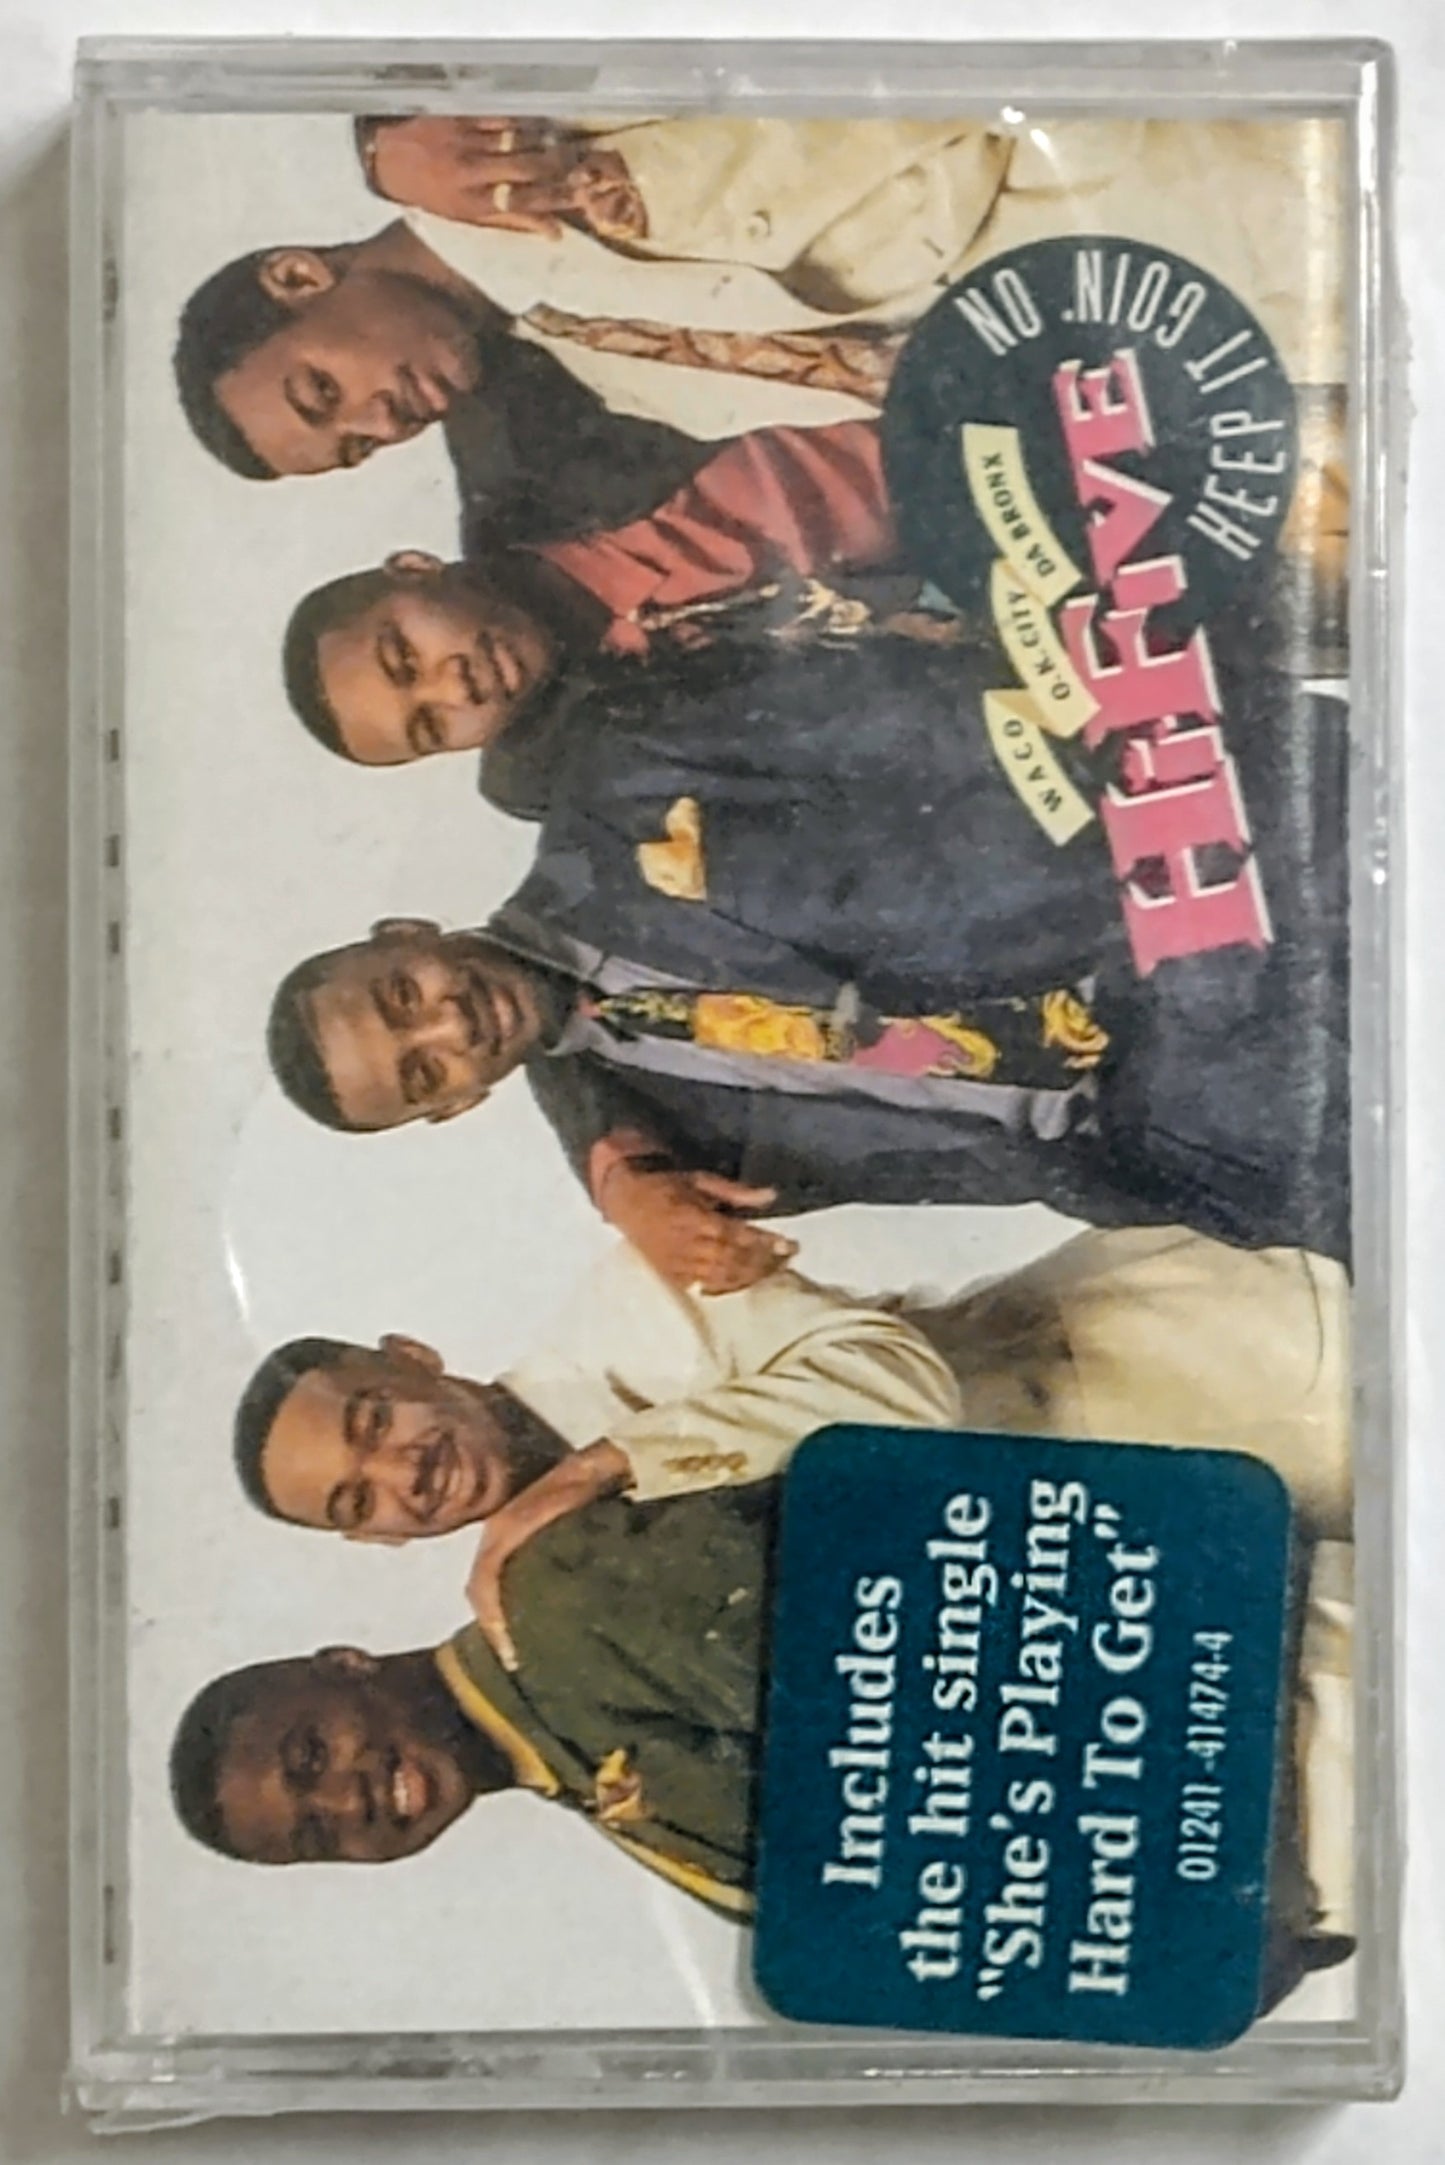 WACO
O.K. CITY
DA BRONX
HI-FIVE
KEEP IT GOIN' ON
Includes
the hit single
"She's Playing
Hard To Get"
01241-41474-4